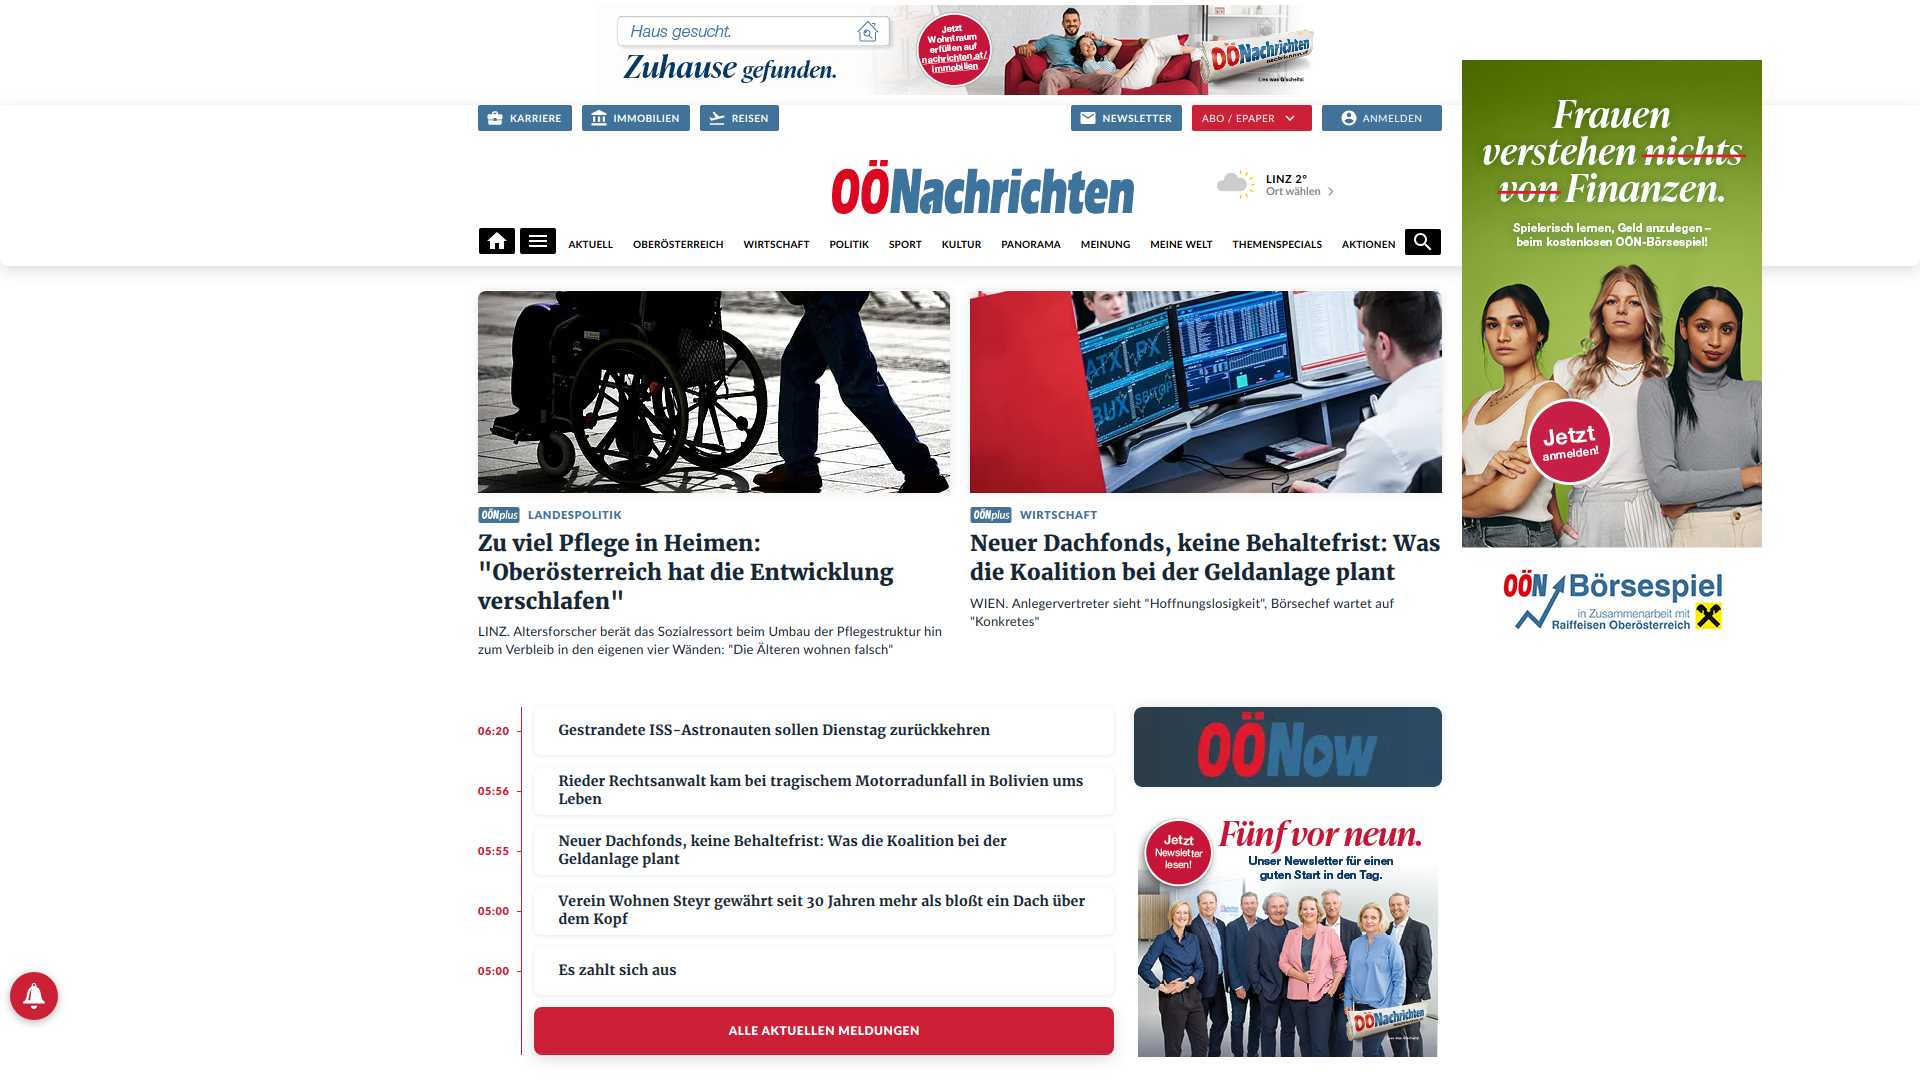 Haus gesucht.
Zuhause gefunden.
Jetzt
Wohntraum
erfüllen auf
nachrichten.at/
immobilien
OÖNachrichten
Lies was G'scheits!
KARRIERE
IMMOBILIEN
REISEN
NEWSLETTER
ABO / EPAPER
ANMELDEN
OÖNachrichten
LINZ 2°
Ort wählen
AKTUELL
OBERÖSTERREICH
WIRTSCHAFT
POLITIK
SPORT
KULTUR
PANORAMA
MEINUNG
MEINE WELT
THEMENSPECIALS
AKTIONEN
Frauen
verstehen nichts
von Finanzen.
Spielerisch lernen, Geld anzulegen –
beim kostenlosen OÖN-Börsespiel!
Jetzt
anmelden!
OÖN Börsespiel
in Zusammenarbeit mit
Raiffeisen Oberösterreich
ATX PX
BUX SBITOP
OÖNplus LANDESPOLITIK
Zu viel Pflege in Heimen:
"Oberösterreich hat die Entwicklung
verschlafen"
LINZ. Altersforscher berät das Sozialressort beim Umbau der Pflegestruktur hin
zum Verbleib in den eigenen vier Wänden: "Die Älteren wohnen falsch"
OÖNplus WIRTSCHAFT
Neuer Dachfonds, keine Behaltefrist: Was
die Koalition bei der Geldanlage plant
WIEN. Anlegervertreter sieht "Hoffnungslosigkeit", Börsechef wartet auf
"Konkretes"
06:20
Gestrandete ISS-Astronauten sollen Dienstag zurückkehren
05:56
Rieder Rechtsanwalt kam bei tragischem Motorradunfall in Bolivien ums
Leben
05:55
Neuer Dachfonds, keine Behaltefrist: Was die Koalition bei der
Geldanlage plant
05:00
Verein Wohnen Steyr gewährt seit 30 Jahren mehr als bloßt ein Dach über
dem Kopf
05:00
Es zahlt sich aus
ALLE AKTUELLEN MELDUNGEN
OÖNow
Jetzt
Newsletter
lesen!
Fünf vor neun.
Unser Newsletter für einen
guten Start in den Tag.
OÖNachrichten